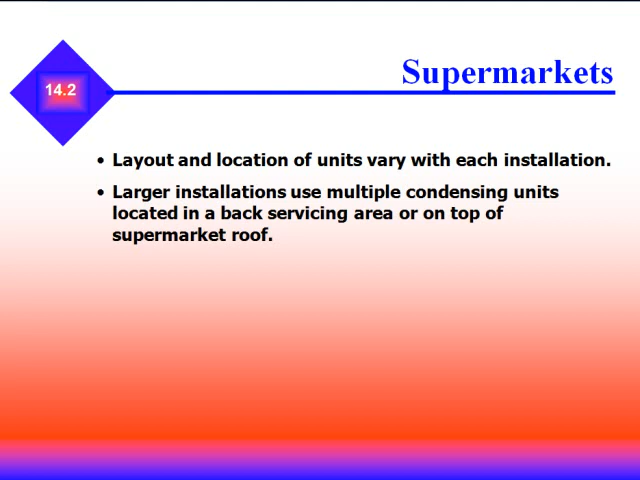 14.2
Supermarkets
• Layout and location of units vary with each installation.
• Larger installations use multiple condensing units
located in a back servicing area or on top of
supermarket roof.